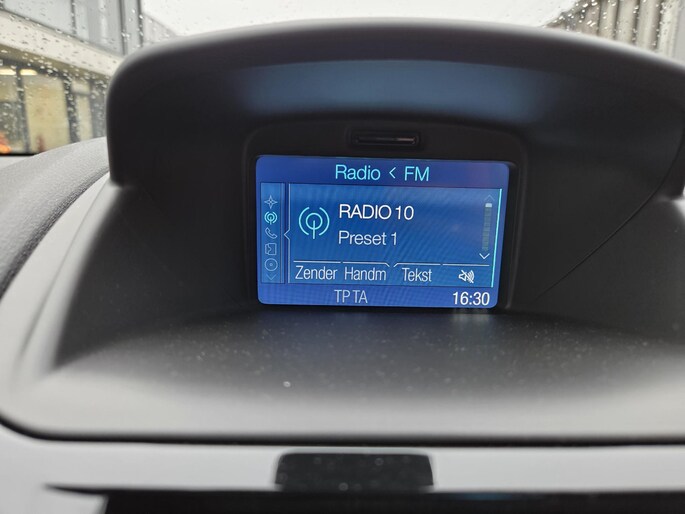 Radio < FM
RADIO 10
Preset 1
Zender Handm Tekst
TP TA 16:30